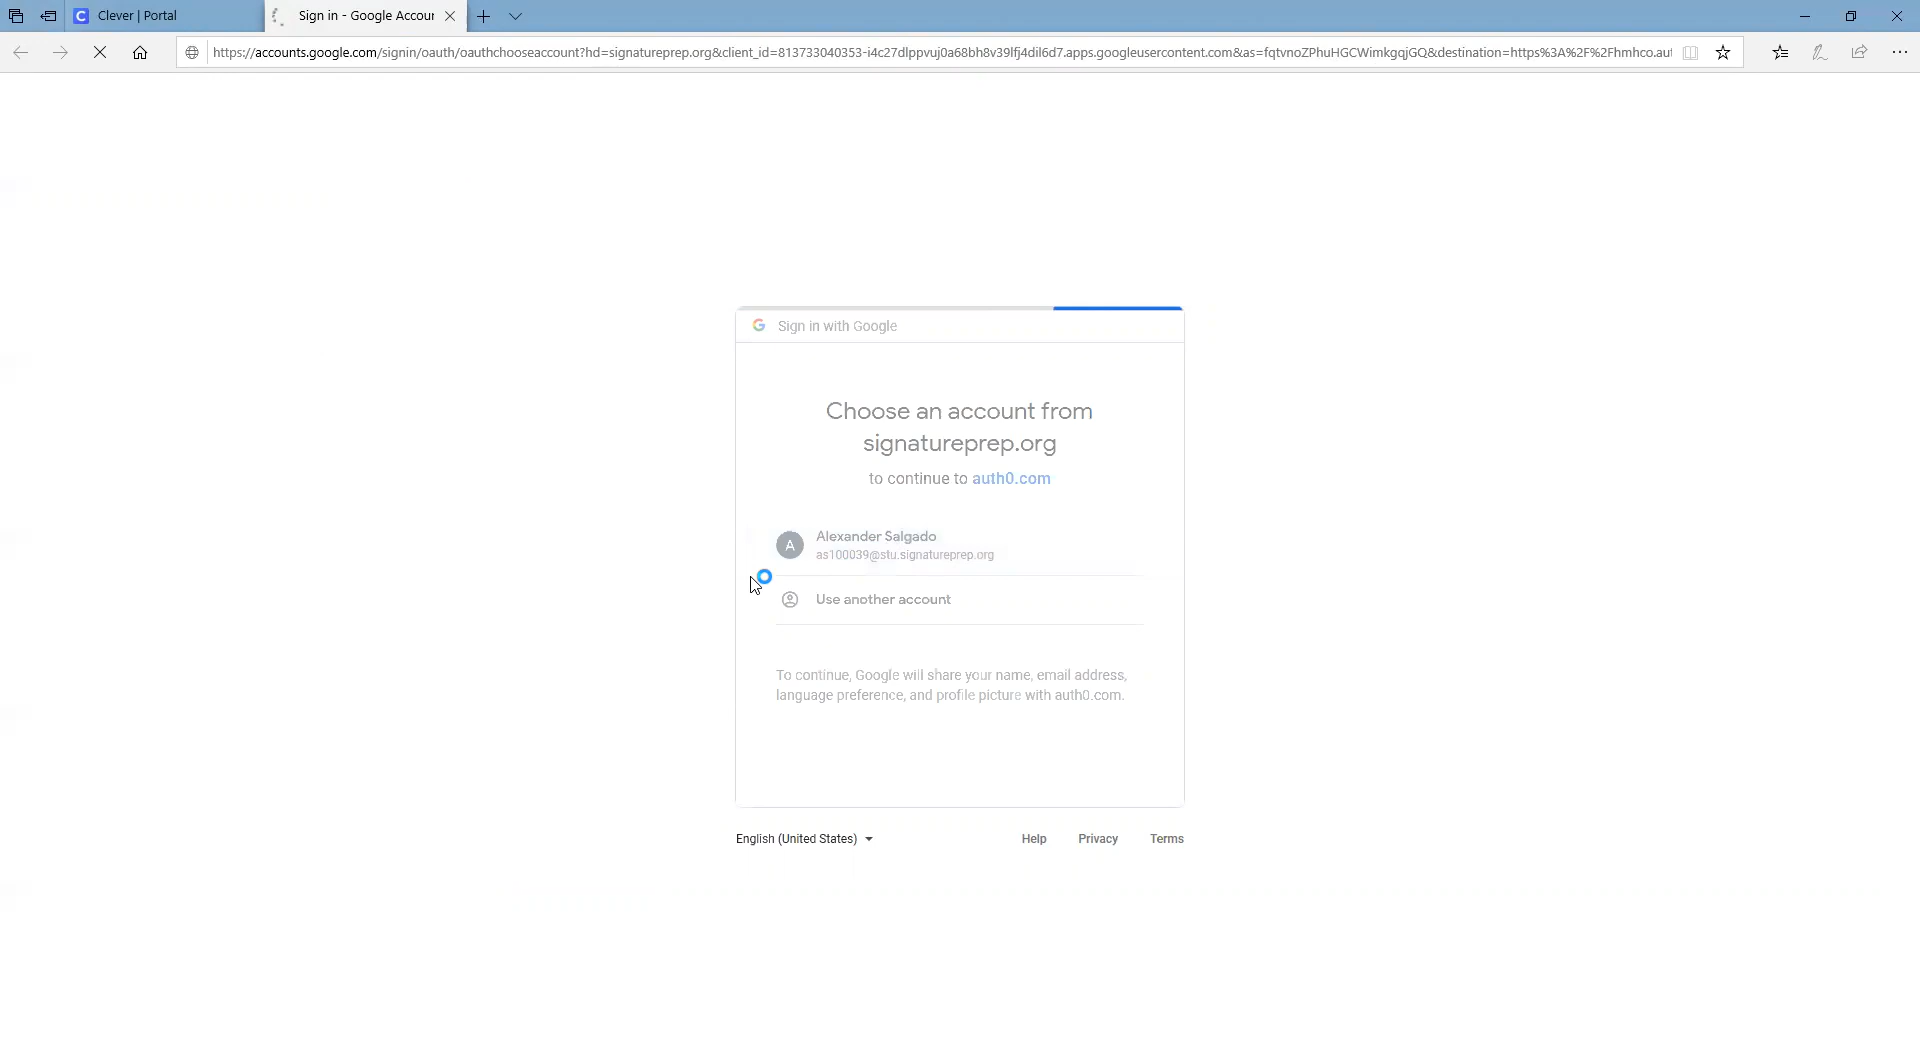 Clever | Portal
Sign in - Google Accour
https://accounts.google.com/signin/oauth/oauthchooseaccount?hd=signatureprep.org&client_id=813733040353-i4c27dlppvuj0a68bh8v39lfj4dil6d7.apps.googleusercontent.com&as=fqtvnoZPhuHGCWimkgqjGQ&destination=https%3A%2F%2Fhmhco.aut
Sign in with Google
Choose an account from
signatureprep.org
to continue to auth0.com
A
Alexander Salgado
as100039@stu.signatureprep.org
Use another account
To continue, Google will share your name, email address,
language preference, and profile picture with auth0.com.
English (United States)
Help
Privacy
Terms